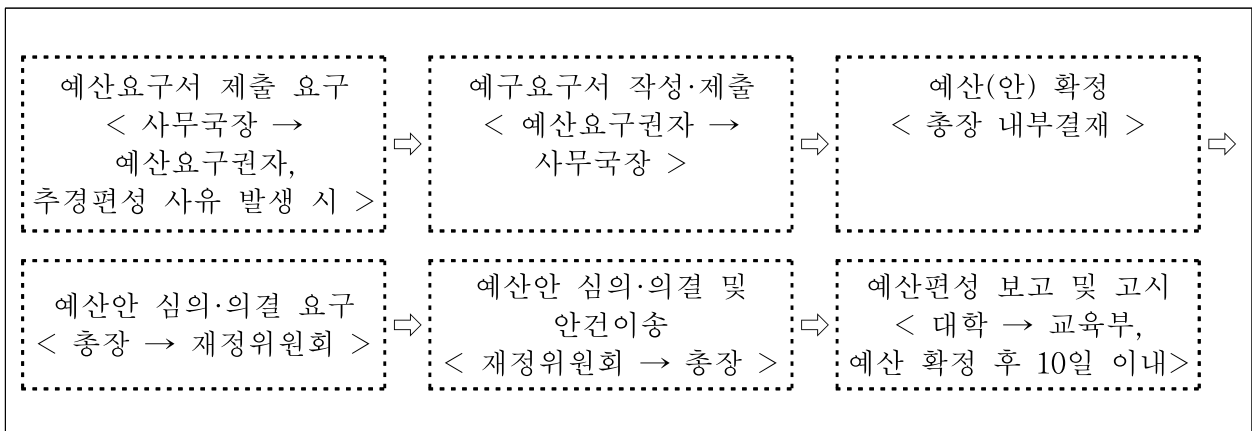 예산요구서 제출 요구
< 사무국장 →
예산요구권자,
추경편성 사유 발생 시 >
⇨
예구요구서 작성·제출
< 예산요구권자 →
사무국장 >
⇨
예산(안) 확정
< 총장 내부결재 >
⇨
예산안 심의·의결 요구
< 총장 → 재정위원회 >
⇨
예산안 심의·의결 및
안건이송
< 재정위원회 → 총장 >
⇨
예산편성 보고 및 고시
< 대학 → 교육부,
예산 확정 후 10일 이내>